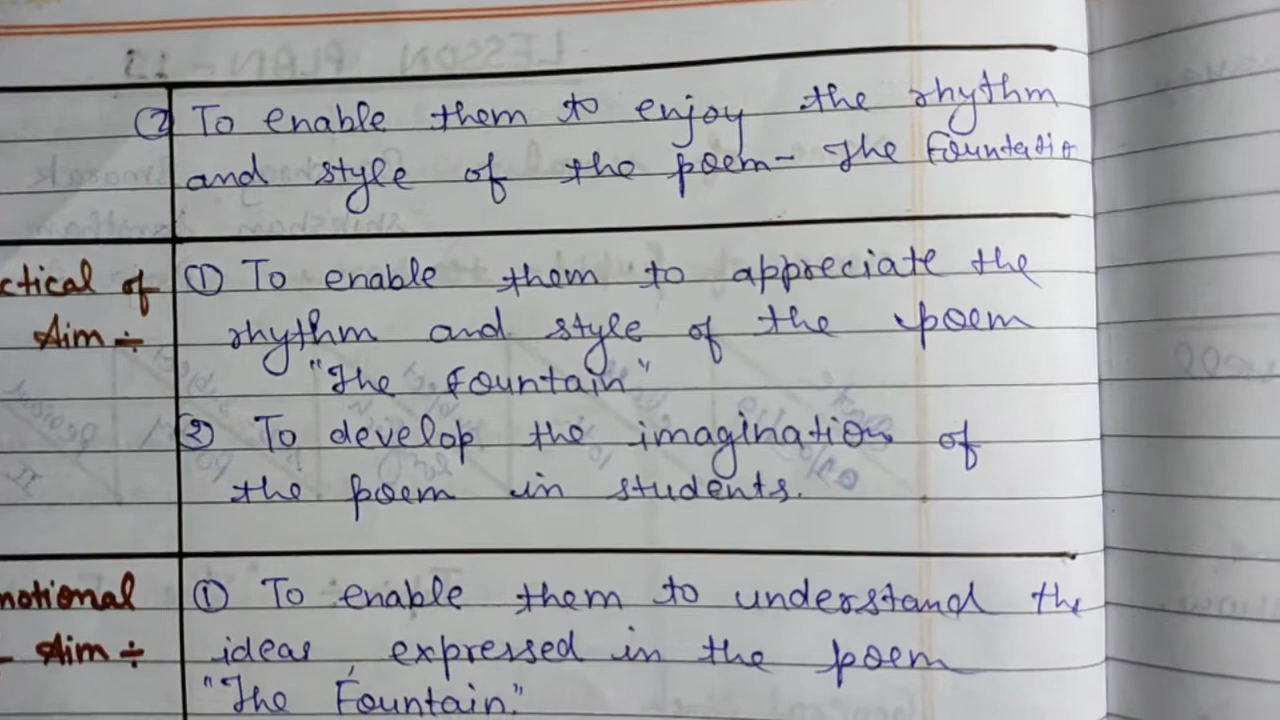 ② To enable them to enjoy the rhythm
and style of the poem- The Fountain
ctical of ① To enable them to appreciate the
Aim ÷ rhythm and style of the poem
"The Fountain"
② To develop the imagination of
the poem in students.
notional ① To enable them to understand the
Aim ÷ ideas, expressed in the poem
"The Fountain."